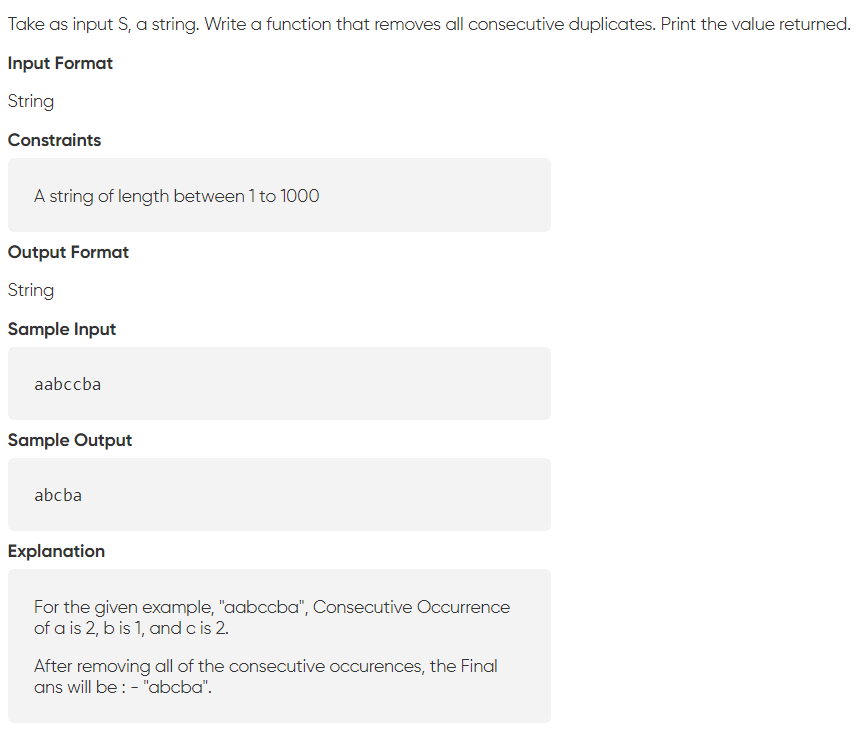 Take as input S, a string. Write a function that removes all consecutive duplicates. Print the value returned.
Input Format
String
Constraints
A string of length between 1 to 1000
Output Format
String
Sample Input
aabccba
Sample Output
abcba
Explanation
For the given example, "aabccba", Consecutive Occurrence
of a is 2, b is 1, and c is 2.
After removing all of the consecutive occurences, the Final
ans will be : - "abcba".